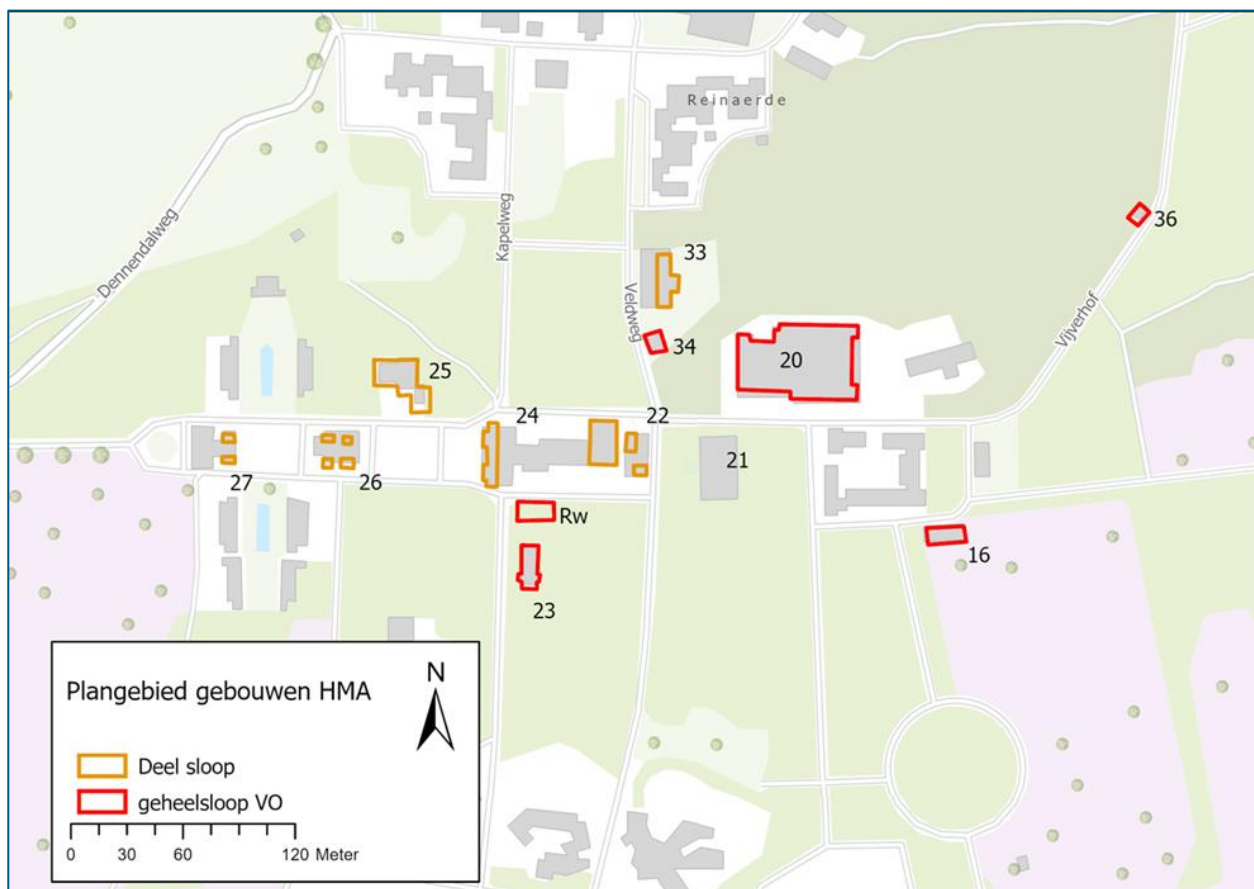 Reinaerde
Dennendalweg
Kapelweg
Veldweg
Vijverhof
36
33
34
20
25
24
22
21
27
26
Rw
16
23
Plangebied gebouwen HMA
N
Deel sloop
geheelsloop VO
0 30 60 120 Meter